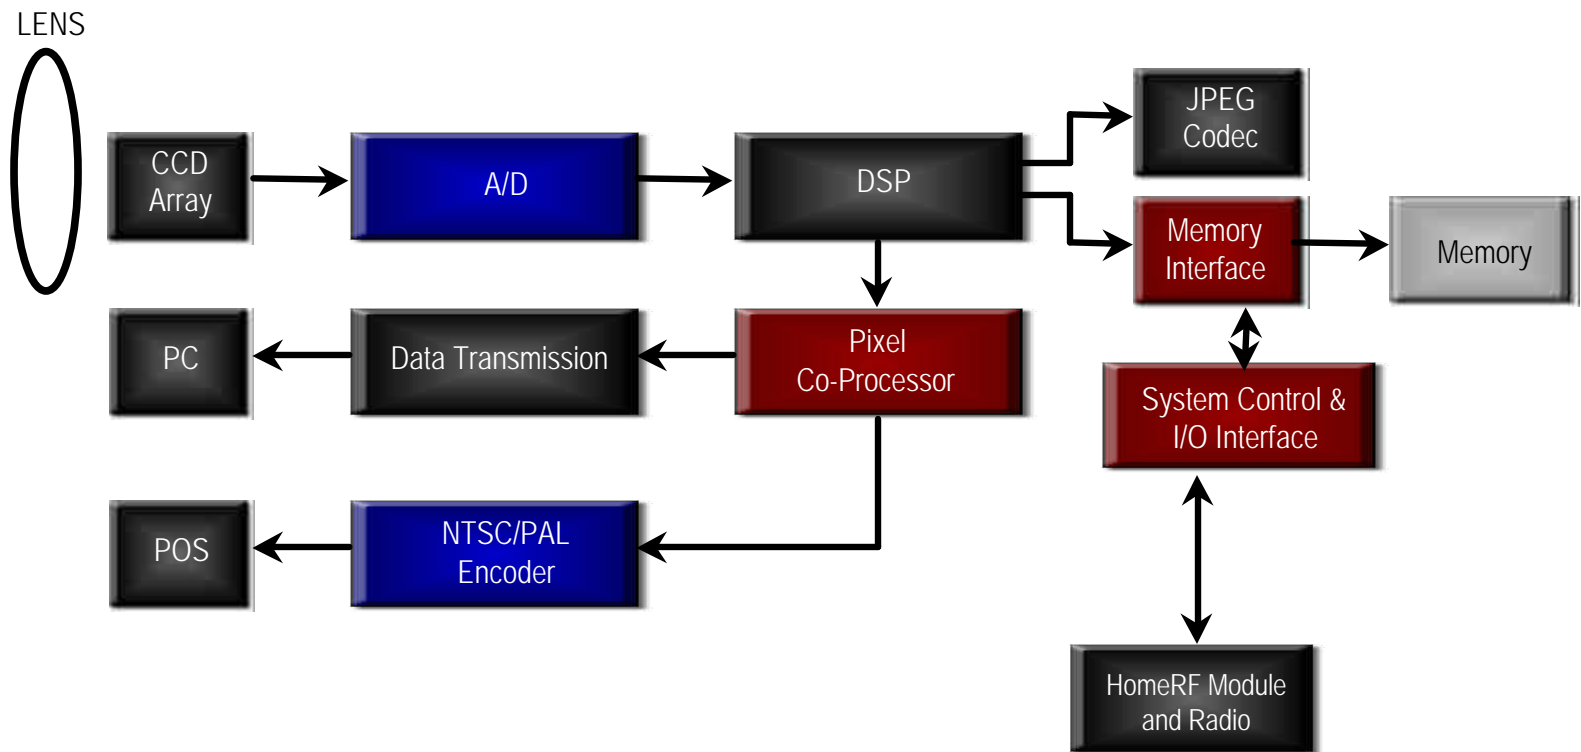 LENS
CCD
Array
A/D
DSP
JPEG
Codec
Memory
Interface
Memory
PC
Data Transmission
Pixel
Co-Processor
System Control &
I/O Interface
POS
NTSC/PAL
Encoder
HomeRF Module
and Radio